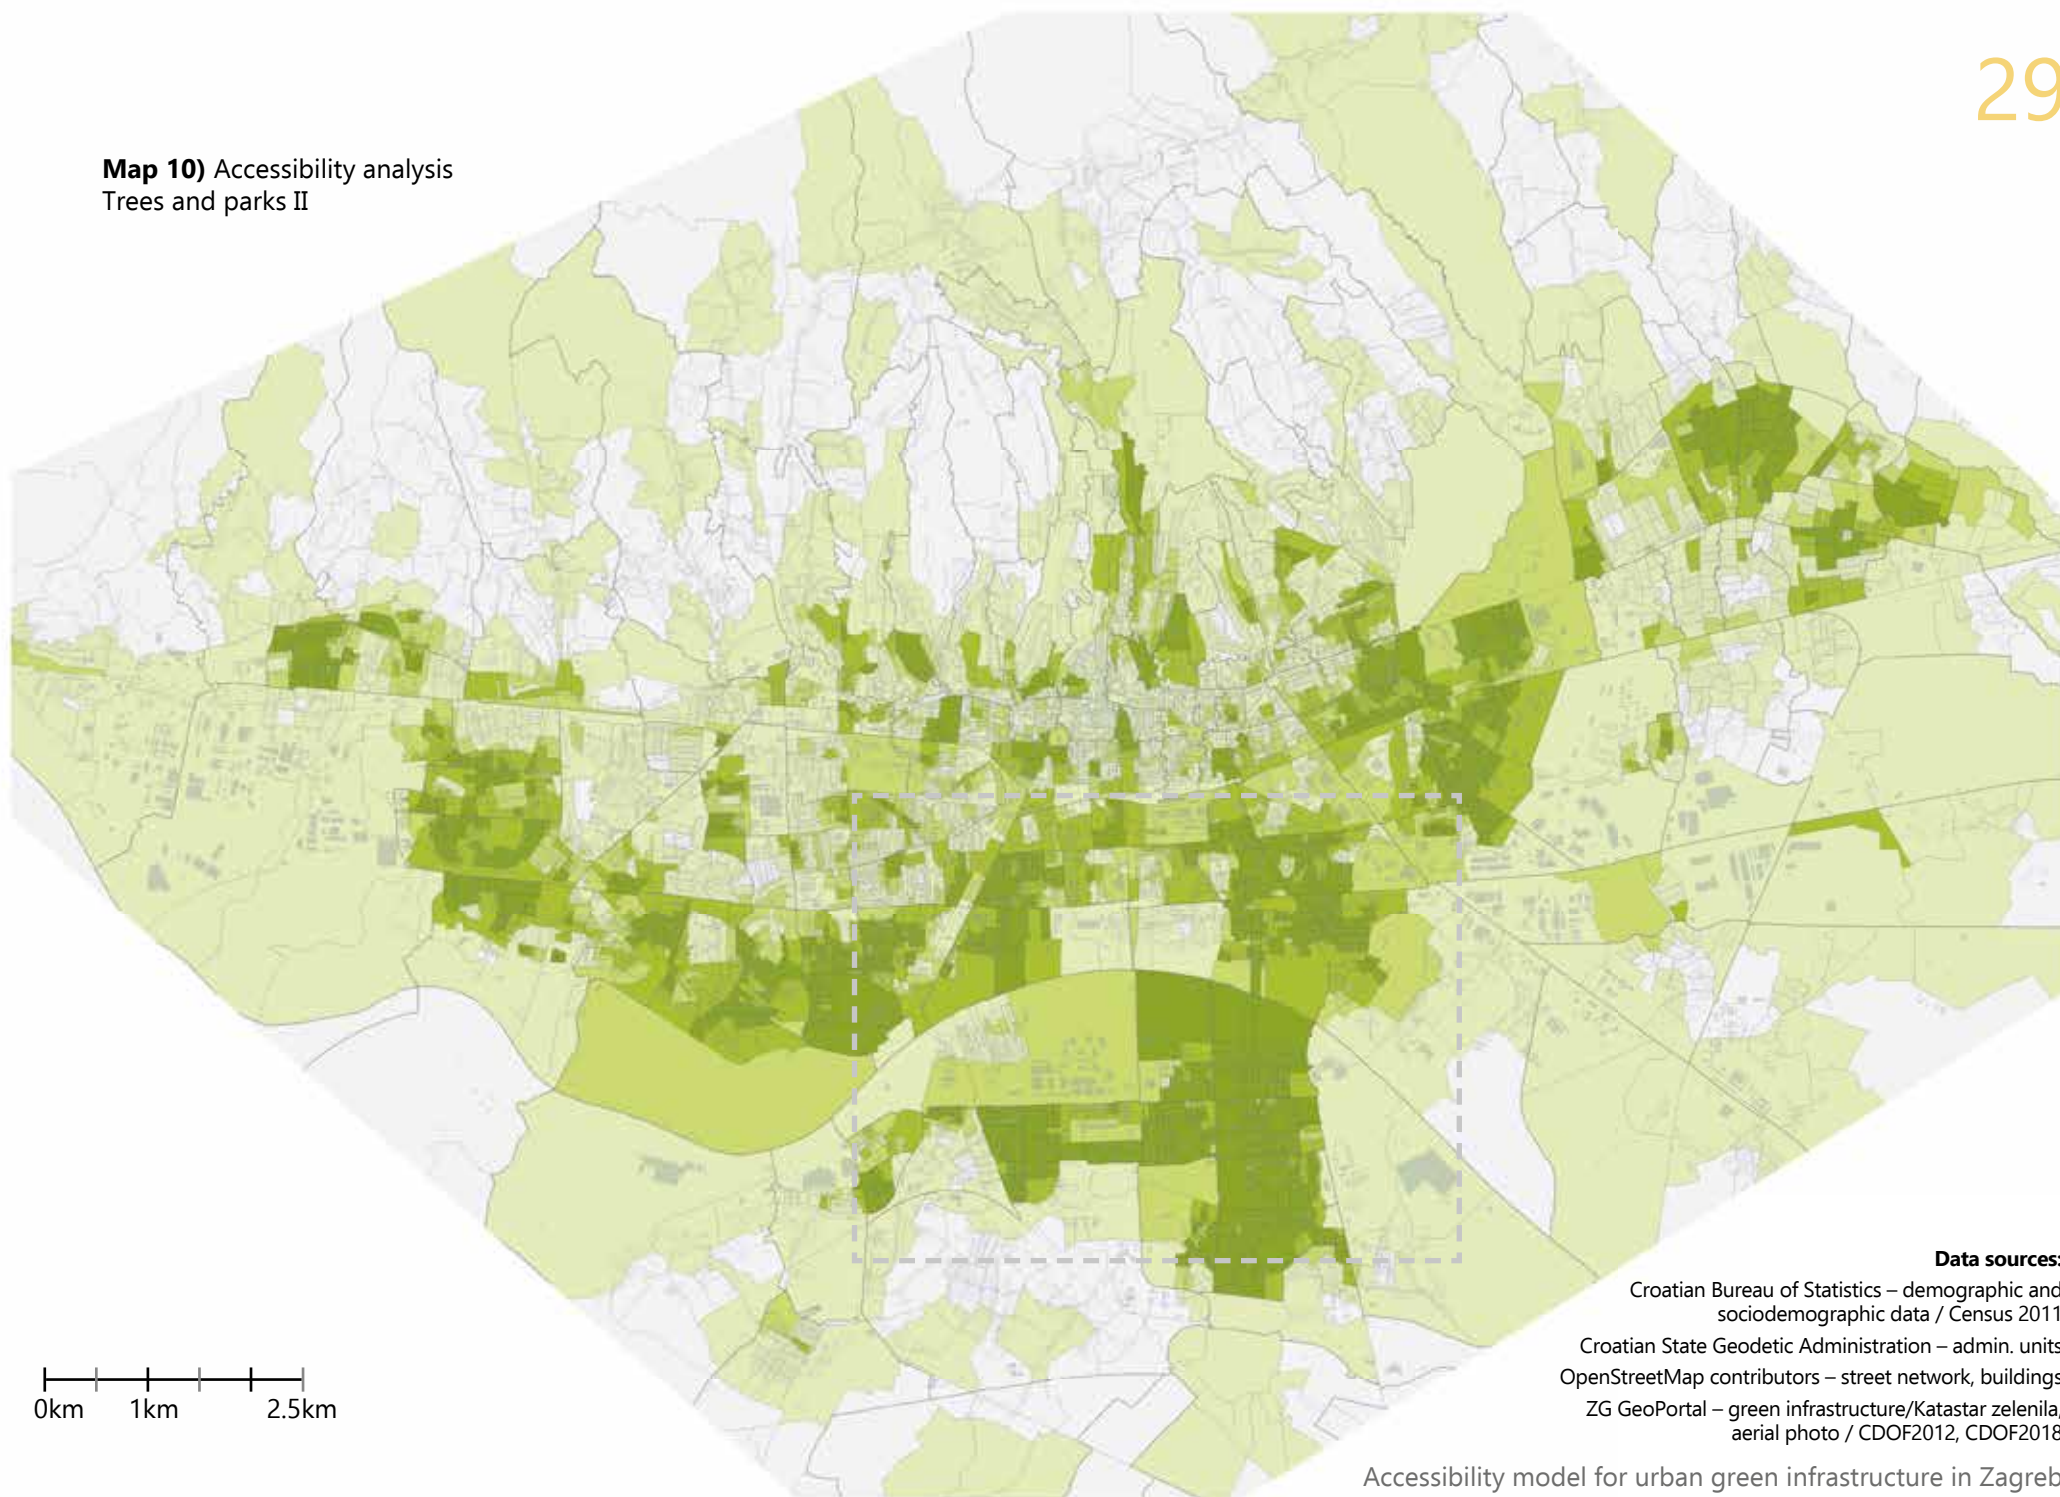 29
Map 10) Accessibility analysis
Trees and parks II
0km 1km 2.5km
Data sources:
Croatian Bureau of Statistics – demographic and
sociodemographic data / Census 2011
Croatian State Geodetic Administration – admin. units
OpenStreetMap contributors – street network, buildings
ZG GeoPortal – green infrastructure/Katastar zelenila,
aerial photo / CDOF2012, CDOF2018
Accessibility model for urban green infrastructure in Zagreb